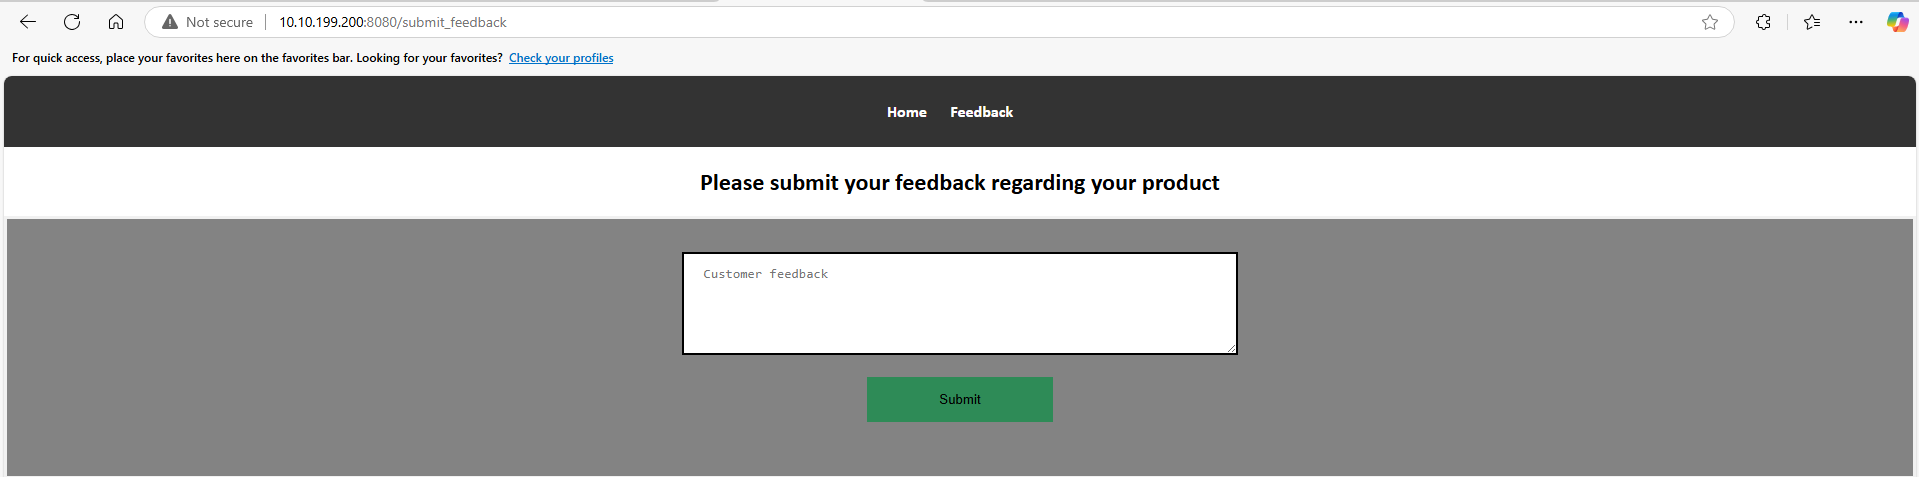 Not secure 10.10.199.200:8080/submit_feedback
For quick access, place your favorites here on the favorites bar. Looking for your favorites? Check your profiles
Home Feedback
Please submit your feedback regarding your product
Customer feedback
Submit